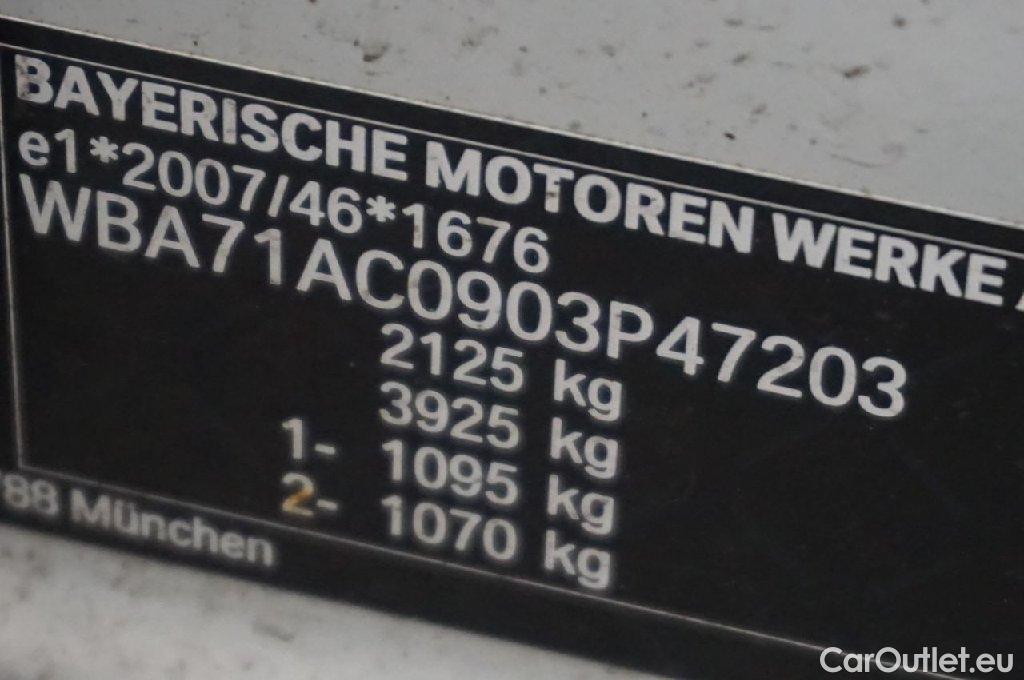 BAYERISCHE MOTOREN WERKE
e1*2007/46*1676
WBA71AC0903P47203
2125 kg
3925 kg
1- 1095 kg
2- 1070 kg
88 München
CarOutlet.eu